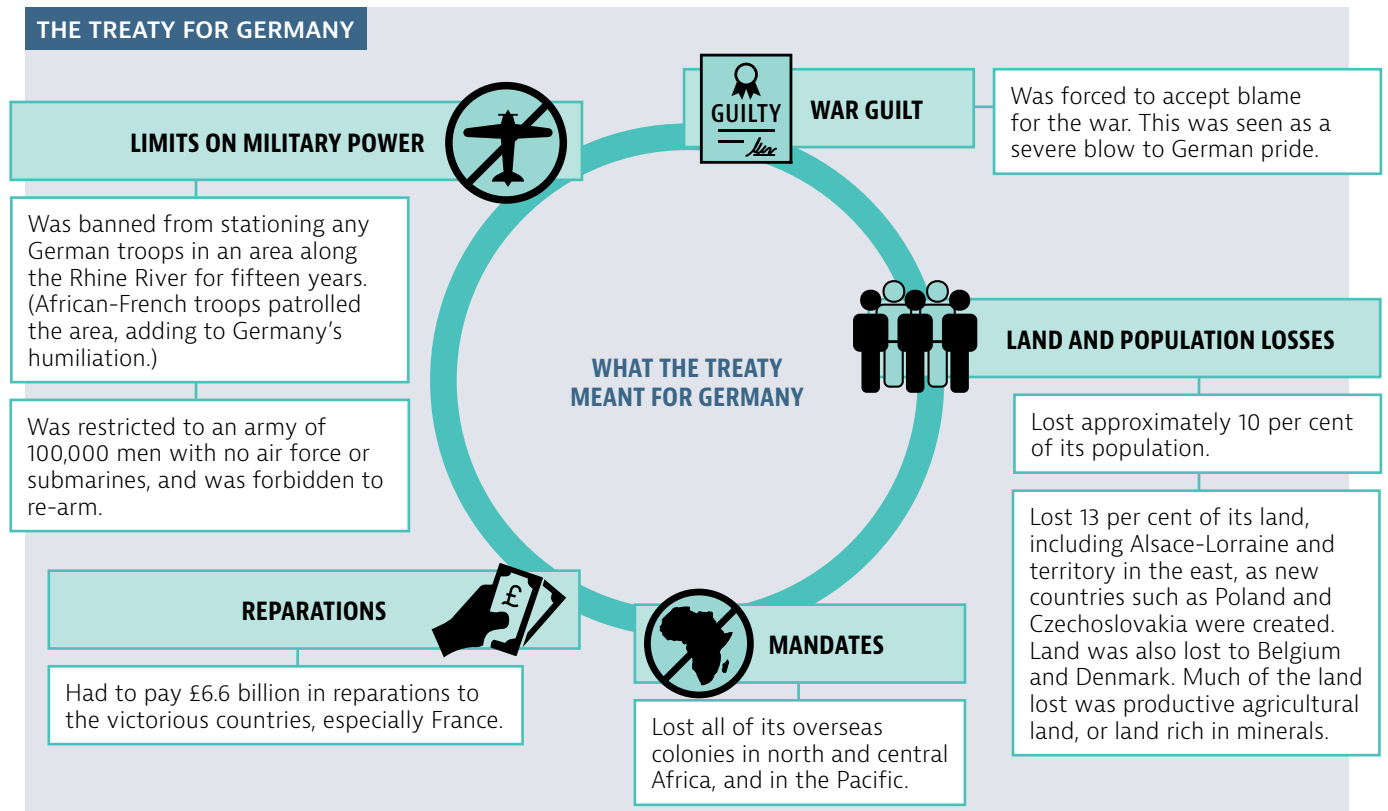 THE TREATY FOR GERMANY
LIMITS ON MILITARY POWER
Was banned from stationing any
German troops in an area along
the Rhine River for fifteen years.
(African-French troops patrolled
the area, adding to Germany’s
humiliation.)
Was restricted to an army of
100,000 men with no air force or
submarines, and was forbidden to
re-arm.
GUILTY
WAR GUILT
Was forced to accept blame
for the war. This was seen as a
severe blow to German pride.
WHAT THE TREATY
MEANT FOR GERMANY
LAND AND POPULATION LOSSES
Lost approximately 10 per cent
of its population.
Lost 13 per cent of its land,
including Alsace-Lorraine and
territory in the east, as new
countries such as Poland and
Czechoslovakia were created.
Land was also lost to Belgium
and Denmark. Much of the land
lost was productive agricultural
land, or land rich in minerals.
REPARATIONS
£
Had to pay £6.6 billion in reparations to
the victorious countries, especially France.
MANDATES
Lost all of its overseas
colonies in north and central
Africa, and in the Pacific.